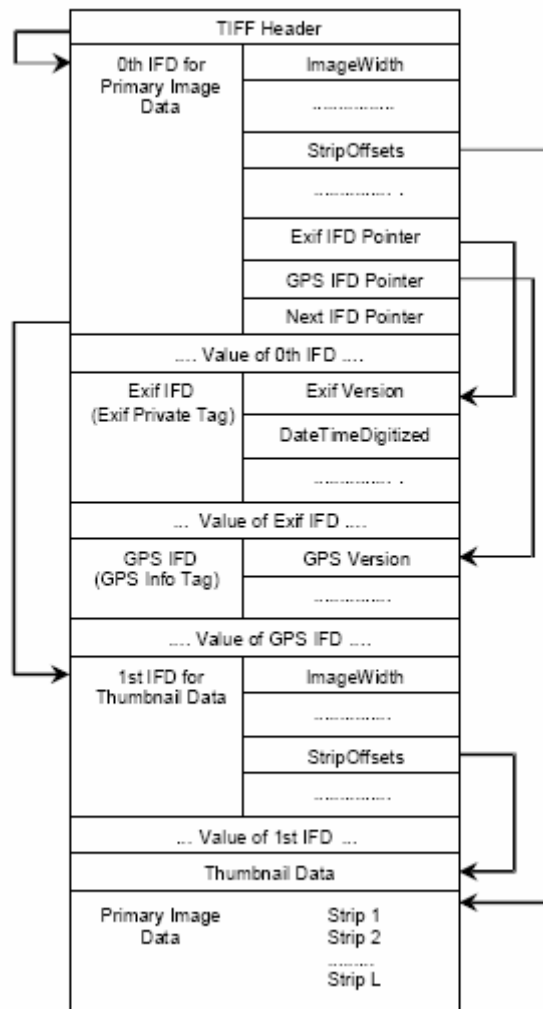 TIFF Header
0th IFD for
Primary Image
Data
ImageWidth
..................
StripOffsets
................ .
Exif IFD Pointer
GPS IFD Pointer
Next IFD Pointer
.... Value of 0th IFD ....
Exif IFD
(Exif Private Tag)
Exif Version
DateTimeDigitized
................ .
... Value of Exif IFD ....
GPS IFD
(GPS Info Tag)
GPS Version
................
.... Value of GPS IFD ....
1st IFD for
Thumbnail Data
ImageWidth
................
StripOffsets
................
... Value of 1st IFD ...
Thumbnail Data
Primary Image
Data
Strip 1
Strip 2
..........
Strip L